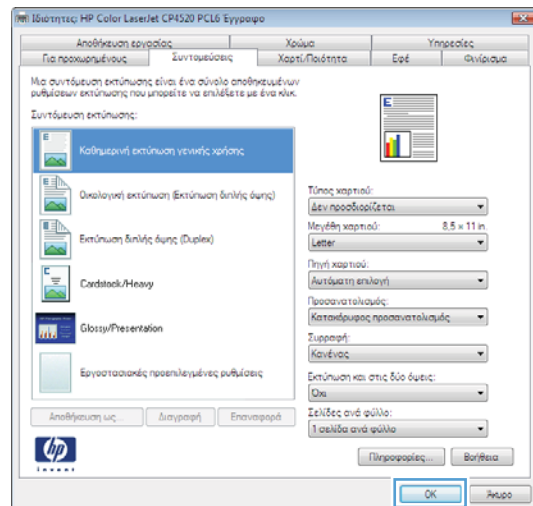 Ιδιότητες: HP Color LaserJet CP4520 PCL6 Έγγραφο
Αποθήκευση εργασίας Χρώμα Υπηρεσίες
Για προχωρημένους Συντομεύσεις Χαρτί/Ποιότητα Εφέ Φινίρισμα
Μια συντόμευση εκτύπωσης είναι ένα σύνολο αποθηκευμένων
ρυθμίσεων εκτύπωσης που μπορείτε να επιλέξετε με ένα κλικ.
Συντόμευση εκτύπωσης:
Καθημερινή εκτύπωση γενικής χρήσης
Οικολογική εκτύπωση (Εκτύπωση διπλής όψης)
Εκτύπωση διπλής όψης (Duplex)
Cardstock/Heavy
Glossy/Presentation
Εργοστασιακές προεπιλεγμένες ρυθμίσεις
Αποθήκευση ως... Διαγραφή Επαναφορά
E
Τύπος χαρτιού:
Δεν προσδιορίζεται
Μεγέθη χαρτιού: 8,5 × 11 in.
Letter
Πηγή χαρτιού:
Αυτόματη επιλογή
Προσανατολισμός:
Κατακόρυφος προσανατολισμός
Συρραφή:
Κανένας
Εκτύπωση και στις δύο όψεις:
Όχι
Σελίδες ανά φύλλο:
1 σελίδα ανά φύλλο
hp
invent
Πληροφορίες... Βοήθεια
OK Άκυρο